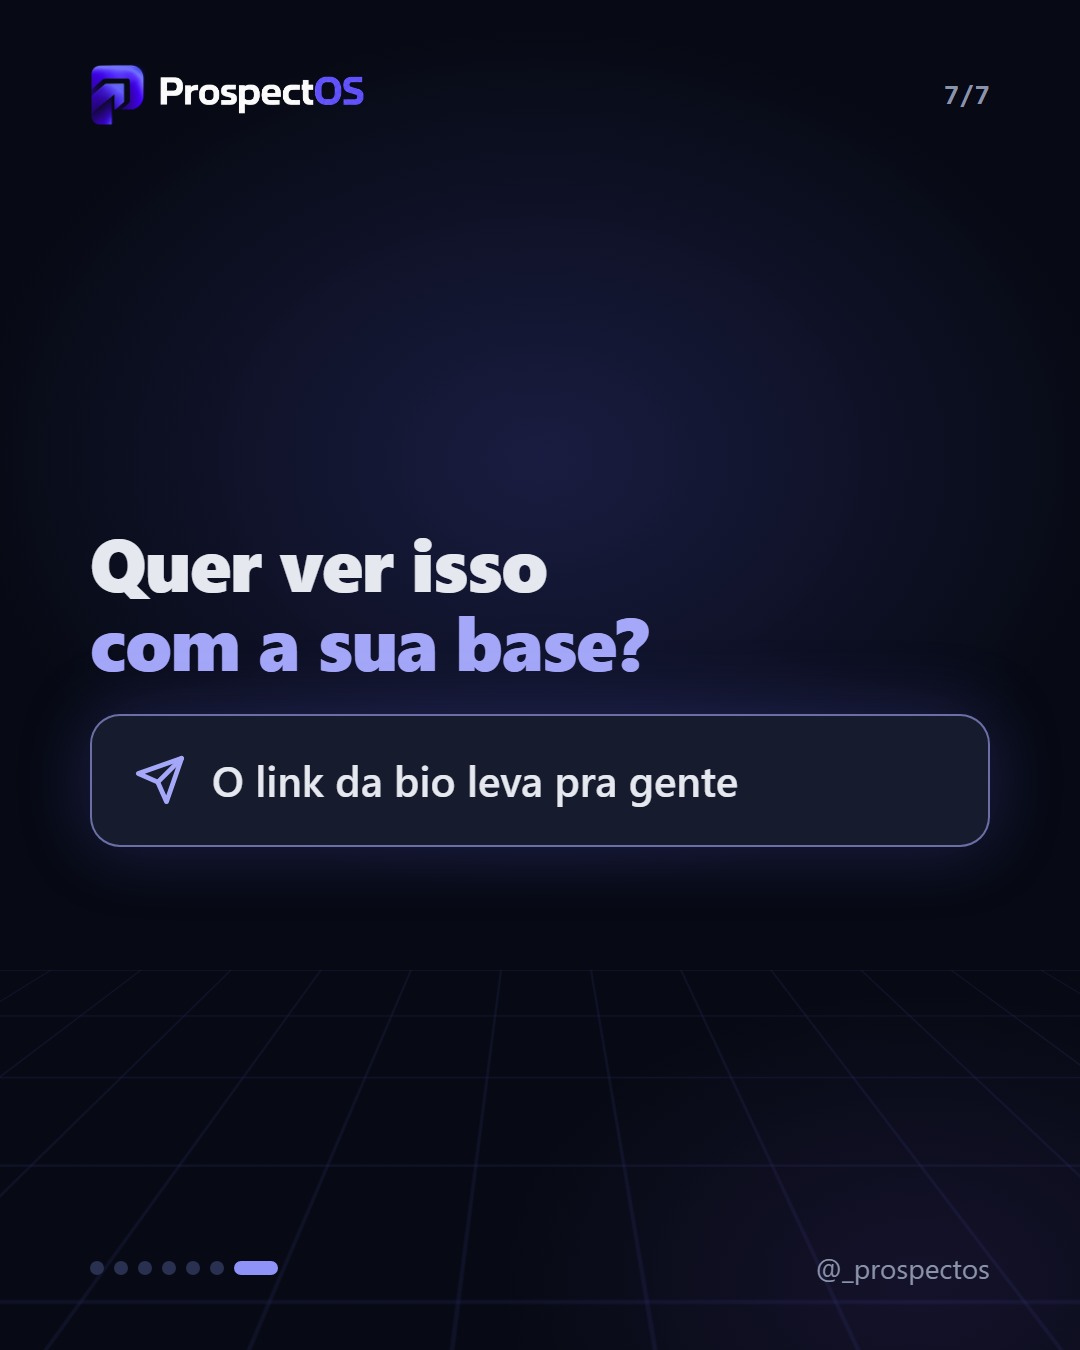 ProspectOS
7/7
Quer ver isso
com a sua base?
O link da bio leva pra gente
@_prospectos